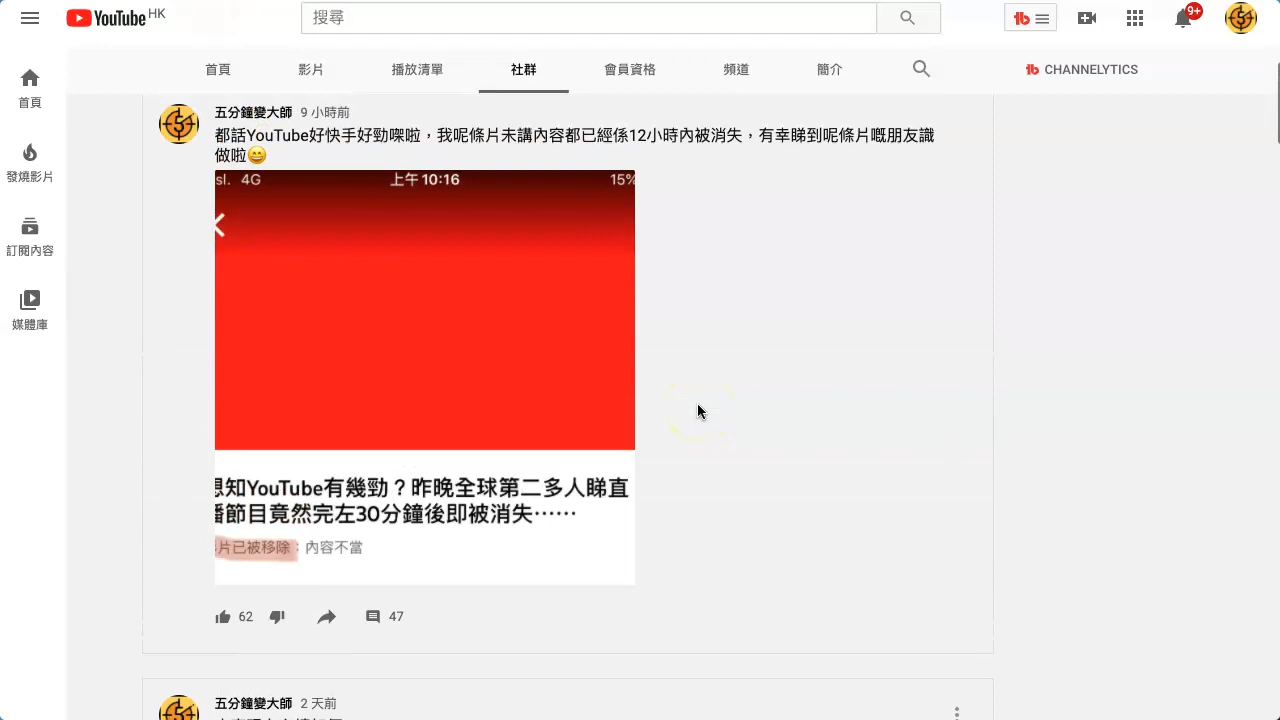 YouTube HK
搜尋
9+
首頁
影片
播放清單
社群
會員資格
頻道
簡介
CHANNELYTICS
首頁
發燒影片
訂閱內容
媒體庫
五分鐘變大師 9 小時前
都話YouTube好快手好勁㗎啦，我呢條片未講內容都已經係12小時內被消失，有幸睇到呢條片嘅朋友識
做啦😄
sl. 4G 上午10:16 15%
想知YouTube有幾勁？昨晚全球第二多人睇直
播節目竟然完左30分鐘後即被消失……
片已被移除：內容不當
62
47
五分鐘變大師 2 天前